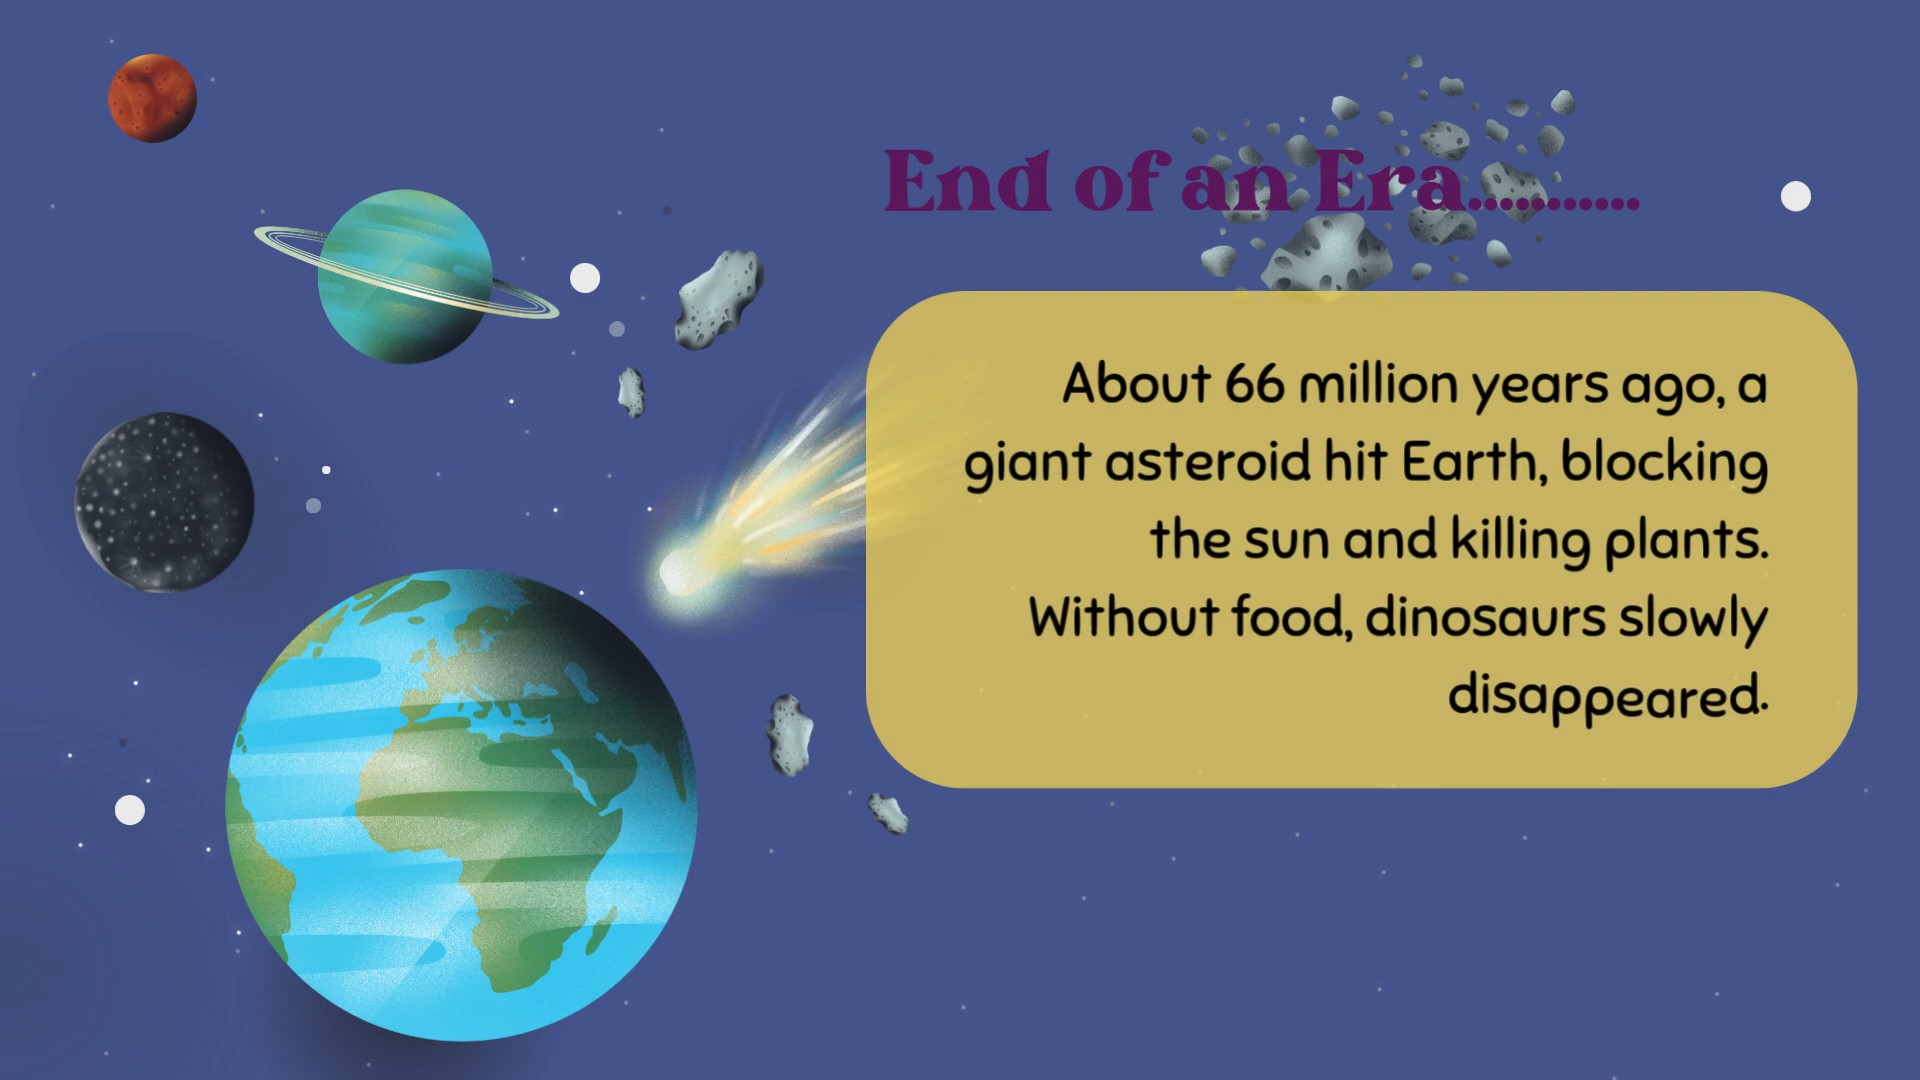 End of an Era...........
About 66 million years ago, a
giant asteroid hit Earth, blocking
the sun and killing plants.
Without food, dinosaurs slowly
disappeared.